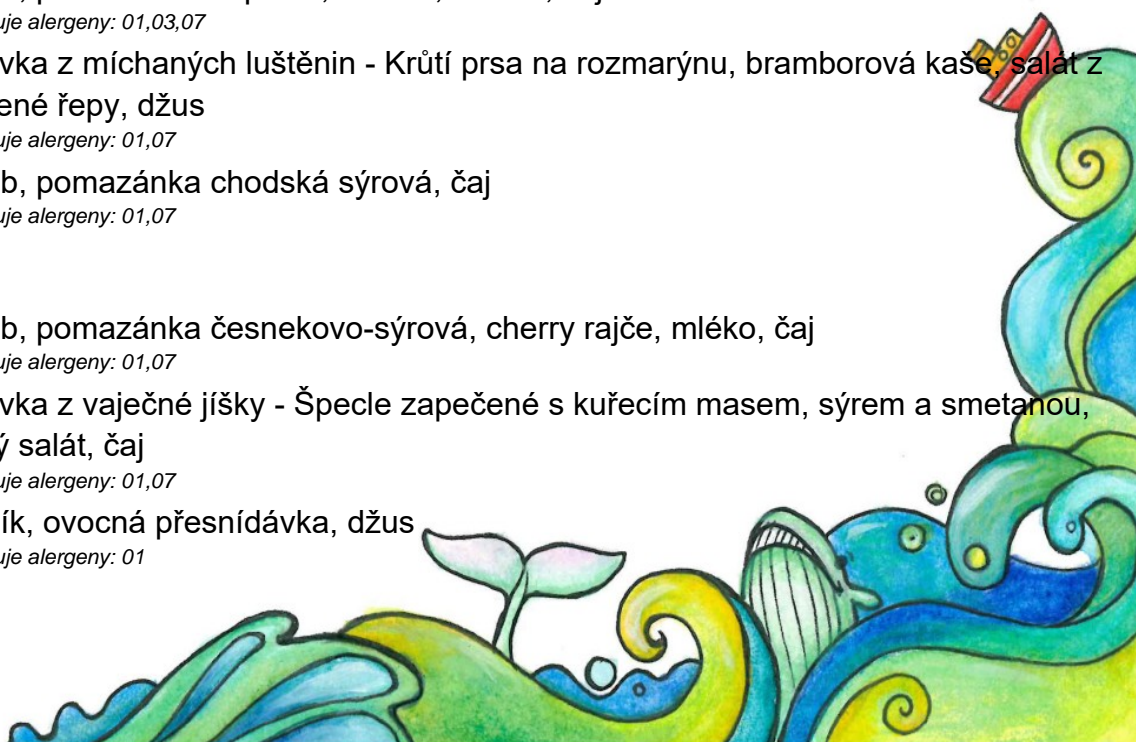 uje alergeny: 01,03,07
vka z míchaných luštěnin - Krůtí prsa na rozmarýnu, bramborová kaše, salát z
ené řepy, džus
uje alergeny: 01,07
b, pomazánka chodská sýrová, čaj
uje alergeny: 01,07
b, pomazánka česnekovo-sýrová, cherry rajče, mléko, čaj
uje alergeny: 01,07
vka z vaječné jíšky - Špecle zapečené s kuřecím masem, sýrem a smetanou,
ý salát, čaj
uje alergeny: 01,07
ík, ovocná přesnídávka, džus
uje alergeny: 01